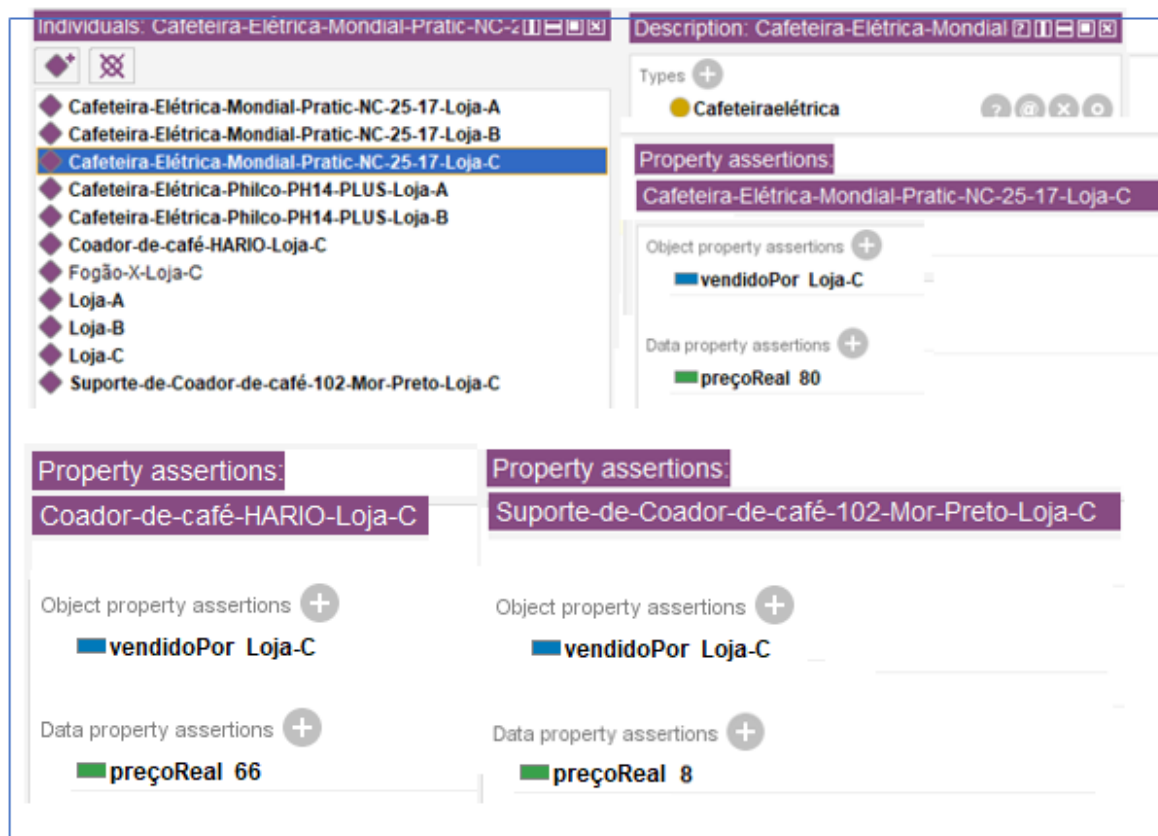 Individuals: Cafeteira-Elétrica-Mondial-Pratic-NC-2
Cafeteira-Elétrica-Mondial-Pratic-NC-25-17-Loja-A
Cafeteira-Elétrica-Mondial-Pratic-NC-25-17-Loja-B
Cafeteira-Elétrica-Mondial-Pratic-NC-25-17-Loja-C
Cafeteira-Elétrica-Philco-PH14-PLUS-Loja-A
Cafeteira-Elétrica-Philco-PH14-PLUS-Loja-B
Coador-de-café-HARIO-Loja-C
Fogão-X-Loja-C
Loja-A
Loja-B
Loja-C
Suporte-de-Coador-de-café-102-Mor-Preto-Loja-C
Description: Cafeteira-Elétrica-Mondial
Types
Cafeteiraelétrica
Property assertions:
Cafeteira-Elétrica-Mondial-Pratic-NC-25-17-Loja-C
Object property assertions
vendidoPor Loja-C
Data property assertions
preçoReal 80
Property assertions:
Coador-de-café-HARIO-Loja-C
Object property assertions
vendidoPor Loja-C
Data property assertions
preçoReal 66
Property assertions:
Suporte-de-Coador-de-café-102-Mor-Preto-Loja-C
Object property assertions
vendidoPor Loja-C
Data property assertions
preçoReal 8